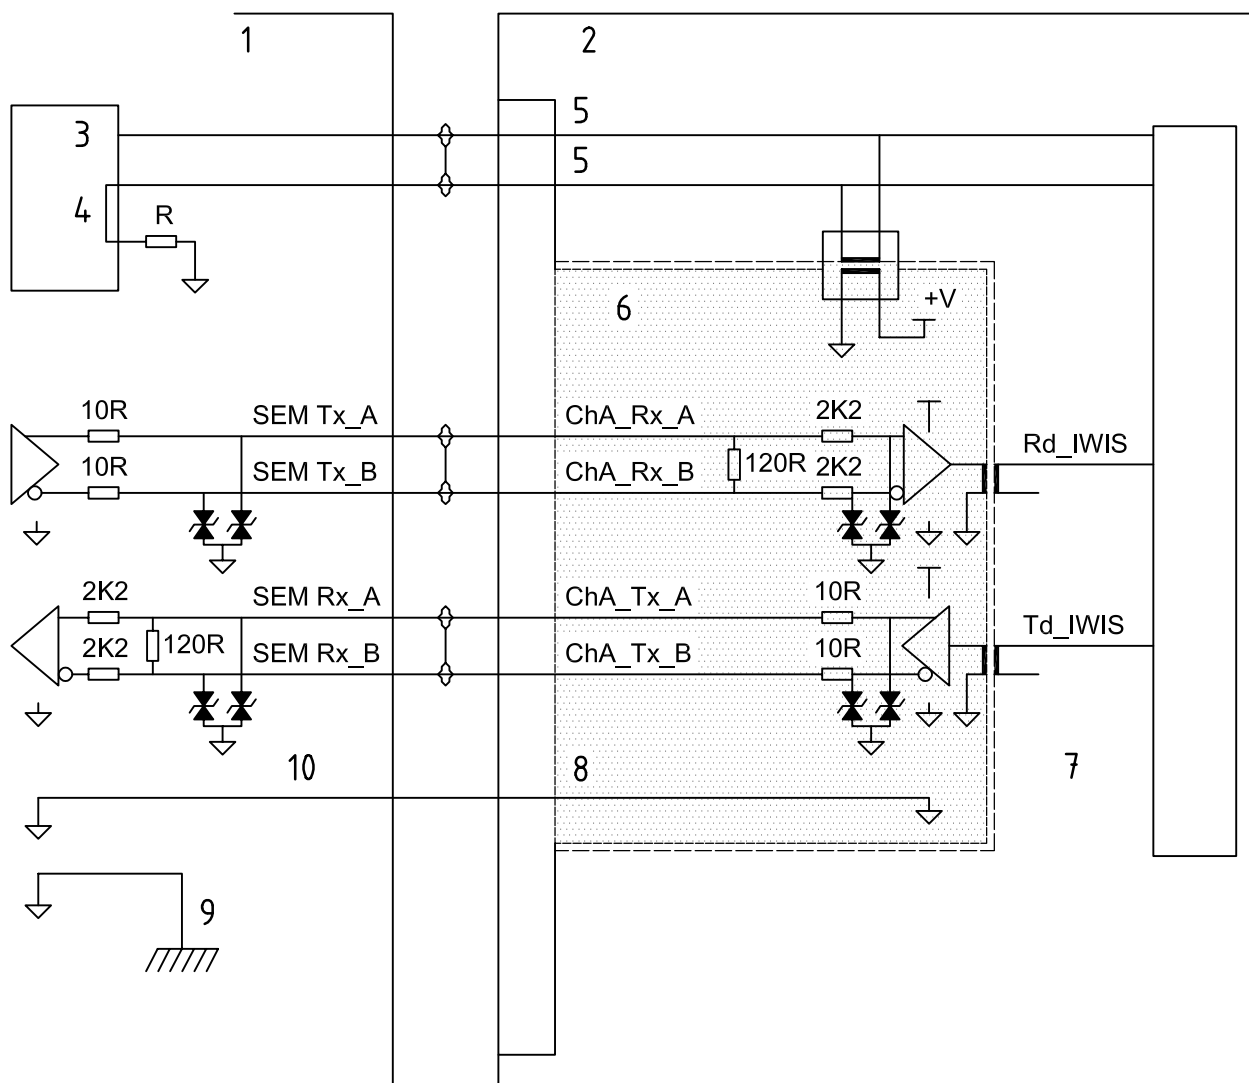 1
2
5
3
5
4
R
6
+V
10R
SEM Tx_A
ChA_Rx_A
2K2
Rd_IWIS
10R
SEM Tx_B
ChA_Rx_B
120R
2K2
2K2
SEM Rx_A
ChA_Tx_A
10R
Td_IWIS
2K2
120R
SEM Rx_B
ChA_Tx_B
10R
10
8
7
9